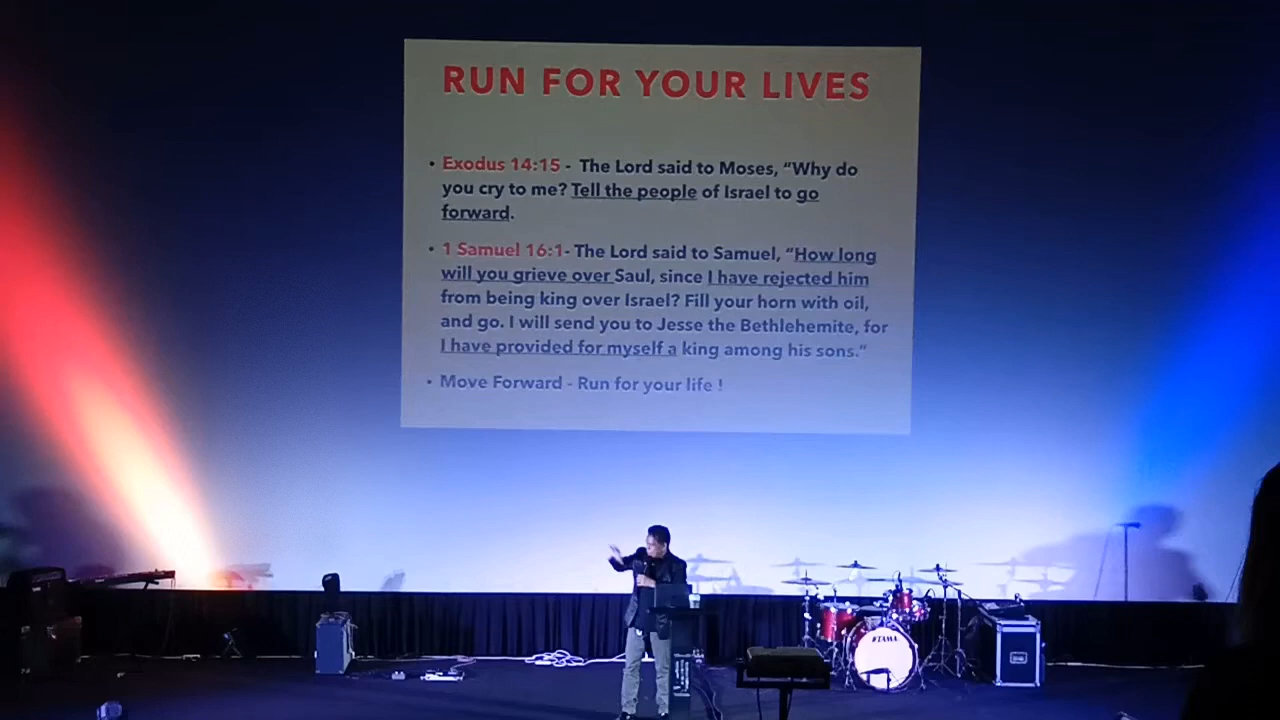 RUN FOR YOUR LIVES
• Exodus 14:15 - The Lord said to Moses, “Why do
you cry to me? Tell the people of Israel to go
forward.
• 1 Samuel 16:1- The Lord said to Samuel, “How long
will you grieve over Saul, since I have rejected him
from being king over Israel? Fill your horn with oil,
and go. I will send you to Jesse the Bethlehemite, for
I have provided for myself a king among his sons.”
• Move Forward - Run for your life !
TAMA